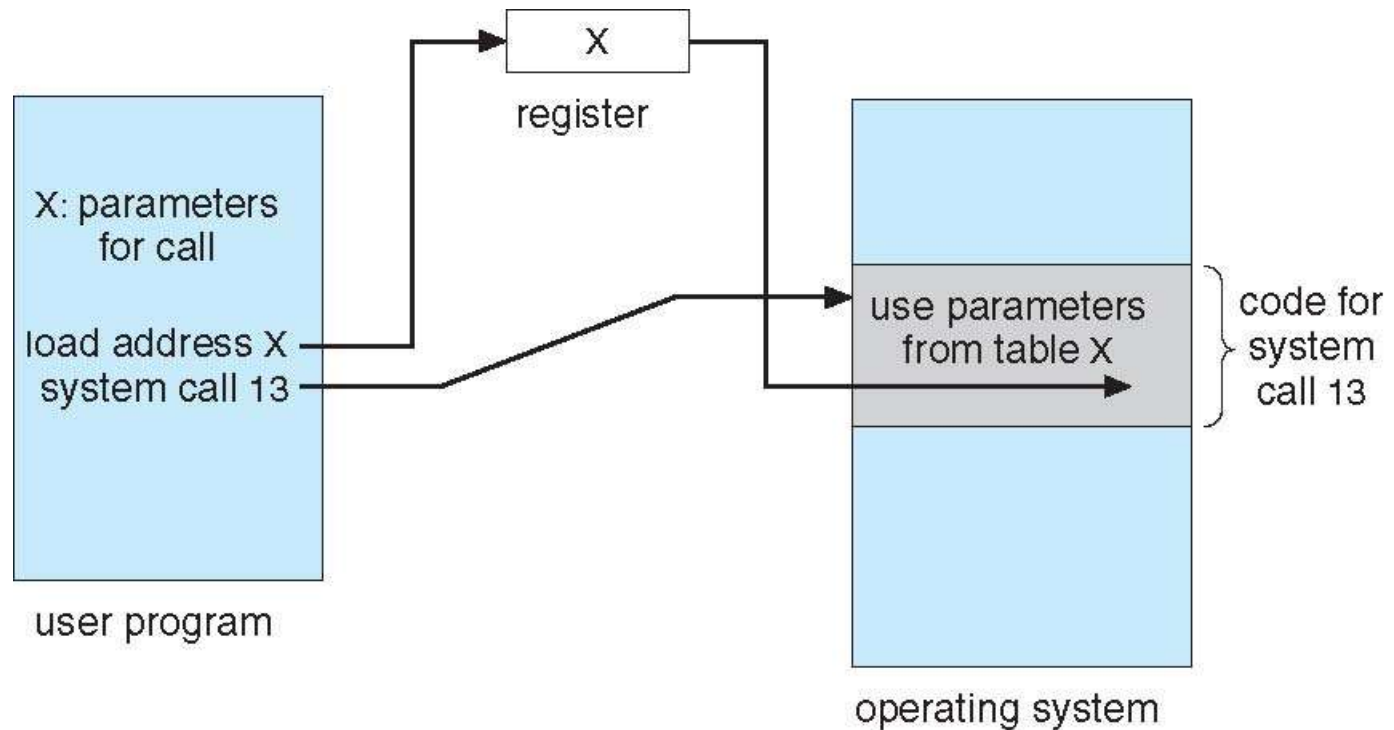 X
register
X: parameters
for call
load address X
system call 13
user program
use parameters
from table X
code for
system
call 13
operating system